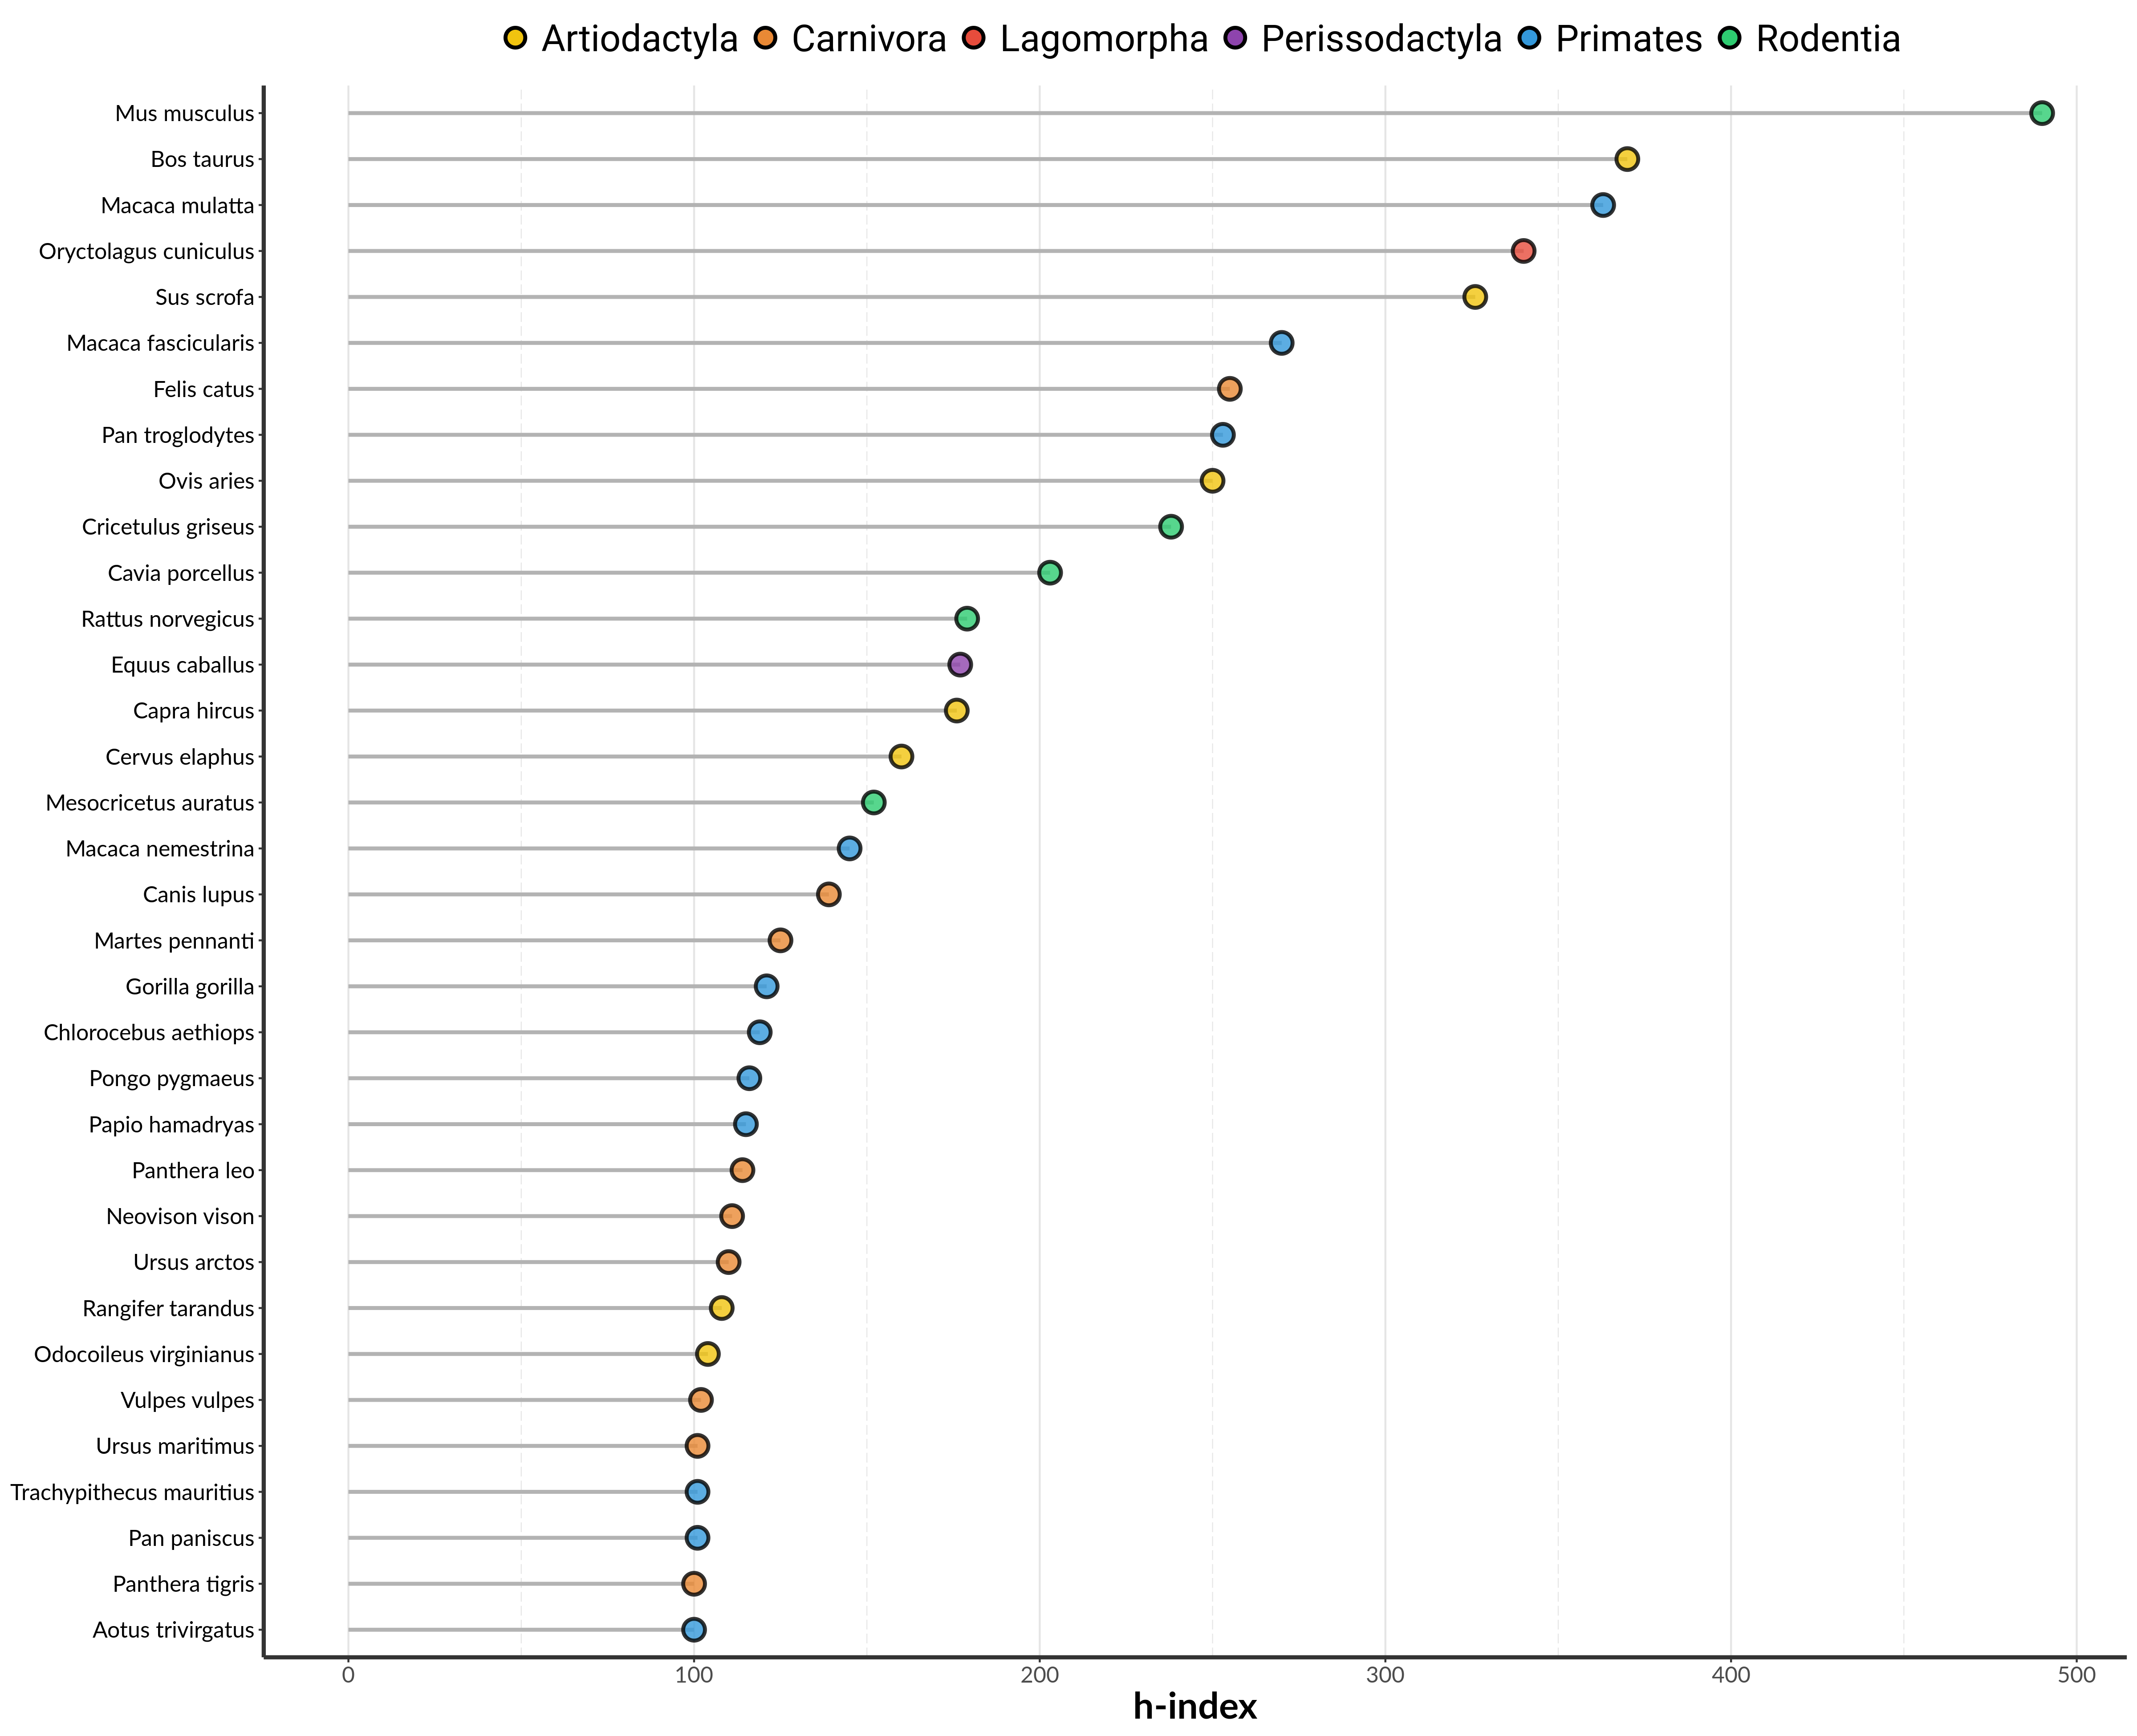 Artiodactyla Carnivora Lagomorpha Perissodactyla Primates Rodentia
Mus musculus
Bos taurus
Macaca mulatta
Oryctolagus cuniculus
Sus scrofa
Macaca fascicularis
Felis catus
Pan troglodytes
Ovis aries
Cricetulus griseus
Cavia porcellus
Rattus norvegicus
Equus caballus
Capra hircus
Cervus elaphus
Mesocricetus auratus
Macaca nemestrina
Canis lupus
Martes pennanti
Gorilla gorilla
Chlorocebus aethiops
Pongo pygmaeus
Papio hamadryas
Panthera leo
Neovison vison
Ursus arctos
Rangifer tarandus
Odocoileus virginianus
Vulpes vulpes
Ursus maritimus
Trachypithecus mauritius
Pan paniscus
Panthera tigris
Aotus trivirgatus
0 100 200 300 400 500
h-index